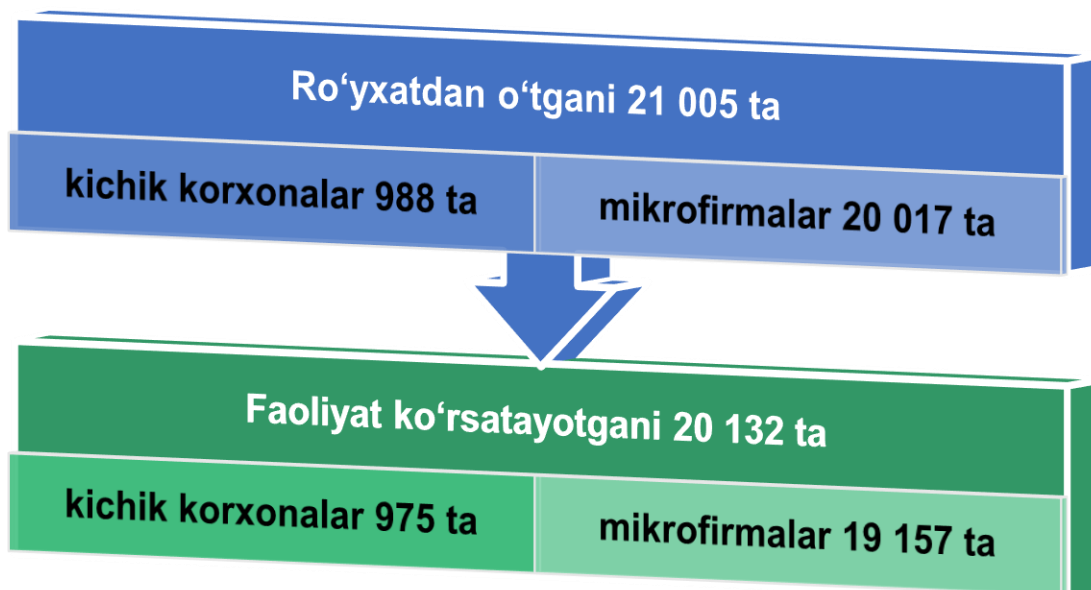 Ro‘yxatdan o‘tgani 21 005 ta
kichik korxonalar 988 ta
mikrofirmalar 20 017 ta
Faoliyat ko‘rsatayotgani 20 132 ta
kichik korxonalar 975 ta
mikrofirmalar 19 157 ta